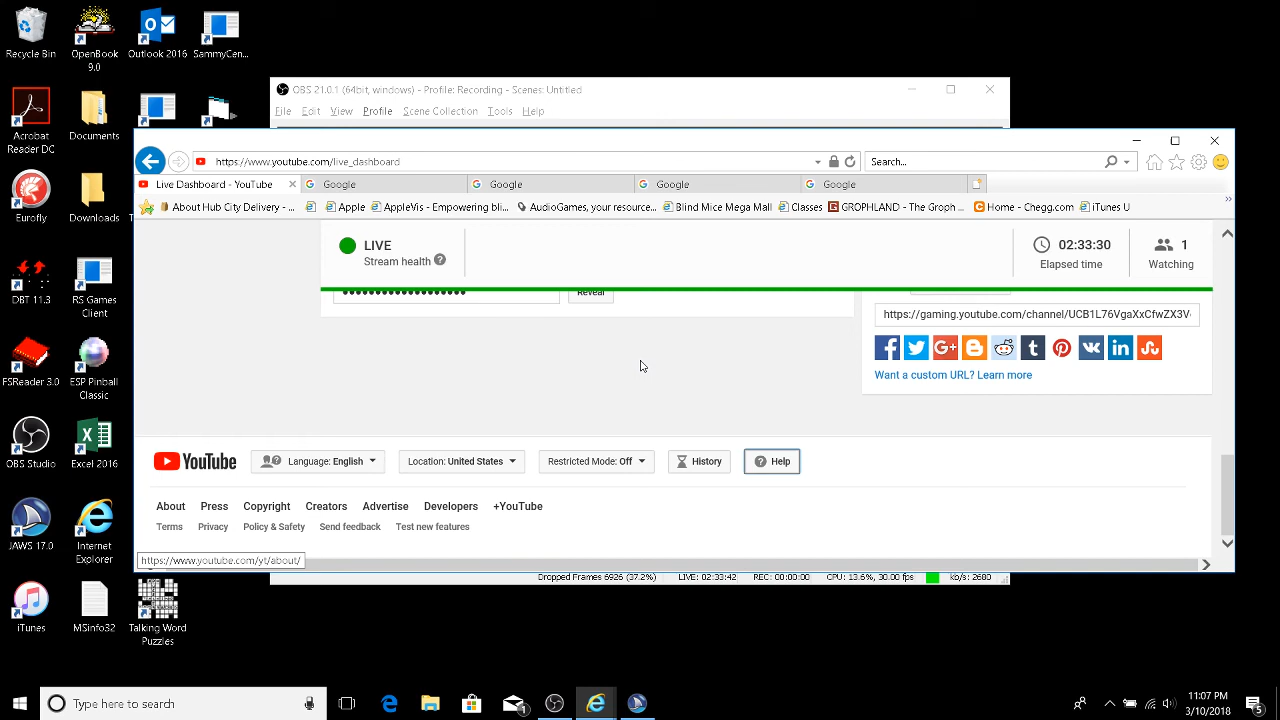 Recycle Bin
OpenBook 9.0
Outlook 2016
SammyCen...
Acrobat Reader DC
Documents
Eurofly
Downloads
DBT 11.3
RS Games Client
FSReader 3.0
ESP Pinball Classic
OBS Studio
Excel 2016
JAWS 17.0
Internet Explorer
iTunes
MSinfo32
Talking Word Puzzles
OBS 21.0.1 (64bit, windows) - Profile: Recording - Scenes: Untitled
File Edit View Profile Scene Collection Tools Help
https://www.youtube.com/live_dashboard
Search...
Live Dashboard - YouTube
Google
Google
Google
Google
About Hub City Delivery - ...
Apple
AppleVis - Empowering bli...
AudioGames, your resource...
Blind Mice Mega Mall
Classes
GROPHLAND - The Groph ...
Home - Chegg.com
iTunes U
LIVE
Stream health
02:33:30
Elapsed time
1
Watching
Reveal
https://gaming.youtube.com/channel/UCB1L76VgaXxCfwZX3V
Want a custom URL? Learn more
YouTube
Language: English
Location: United States
Restricted Mode: Off
History
Help
About Press Copyright Creators Advertise Developers +YouTube
Terms Privacy Policy & Safety Send feedback Test new features
https://www.youtube.com/yt/about/
Dropped Frames 6926 (37.2%) LIVE: 02:33:42 REC: 00:00:00 CPU: 13.6%, 30.00 fps kb/s: 2680
Type here to search
11:07 PM
3/10/2018
5